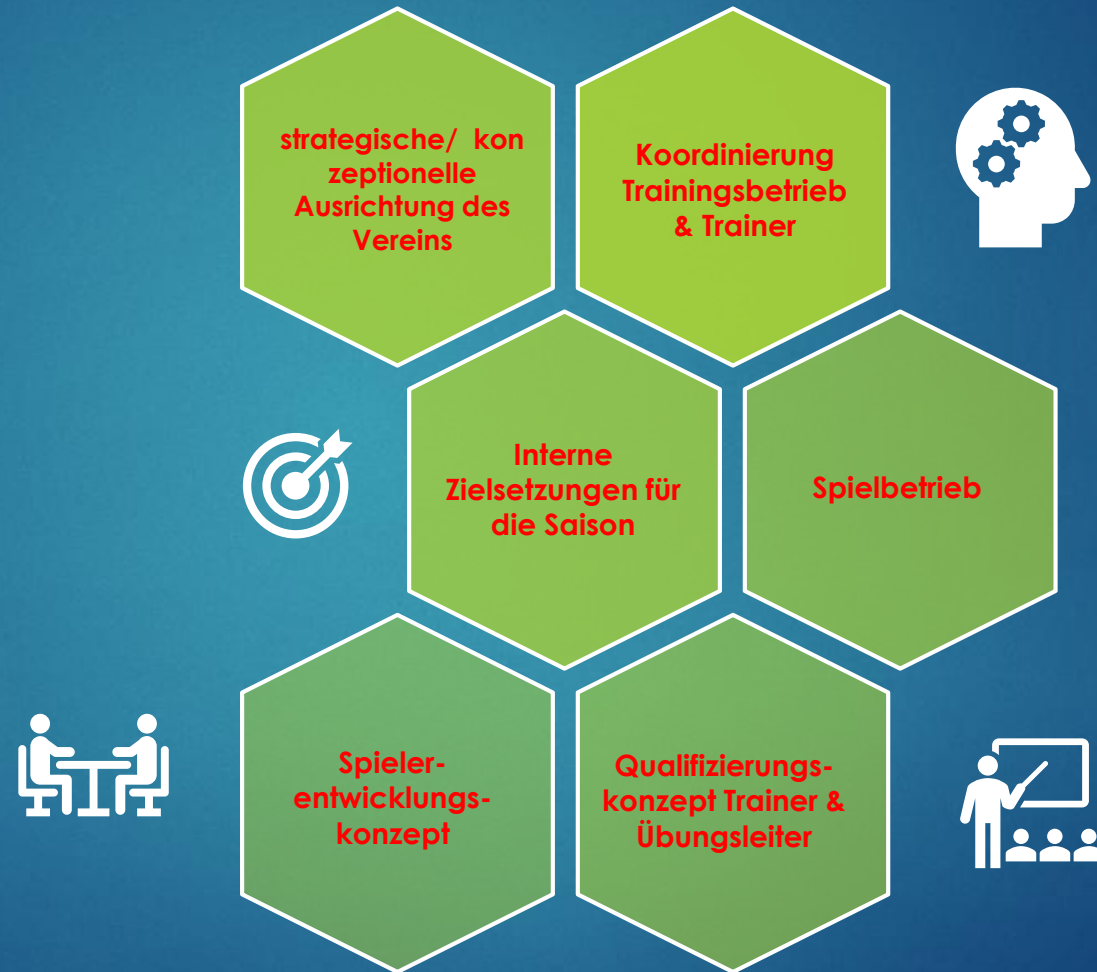 strategische/ kon
zeptionelle
Ausrichtung des
Vereins
Koordinierung
Trainingsbetrieb
& Trainer
Interne
Zielsetzungen für
die Saison
Spielbetrieb
Spieler-
entwicklungs-
konzept
Qualifizierungs-
konzept Trainer &
Übungsleiter